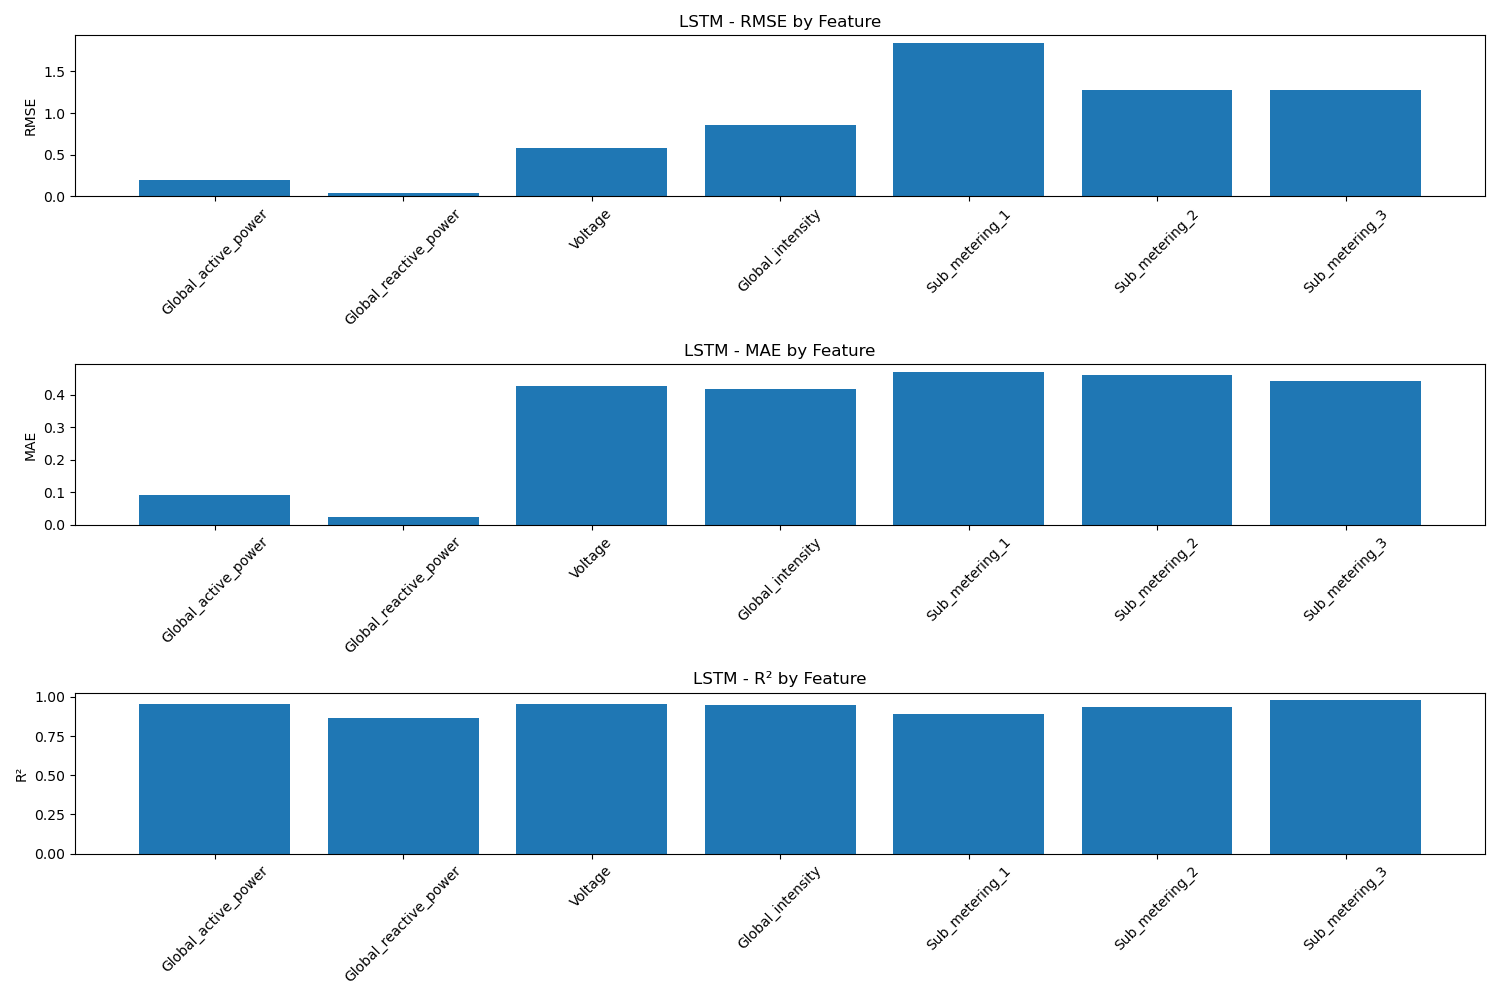 LSTM - RMSE by Feature
RMSE
1.5
1.0
0.5
0.0
Global_active_power
Global_reactive_power
Voltage
Global_intensity
Sub_metering_1
Sub_metering_2
Sub_metering_3
LSTM - MAE by Feature
MAE
0.4
0.3
0.2
0.1
0.0
Global_active_power
Global_reactive_power
Voltage
Global_intensity
Sub_metering_1
Sub_metering_2
Sub_metering_3
LSTM - R² by Feature
R²
1.00
0.75
0.50
0.25
0.00
Global_active_power
Global_reactive_power
Voltage
Global_intensity
Sub_metering_1
Sub_metering_2
Sub_metering_3